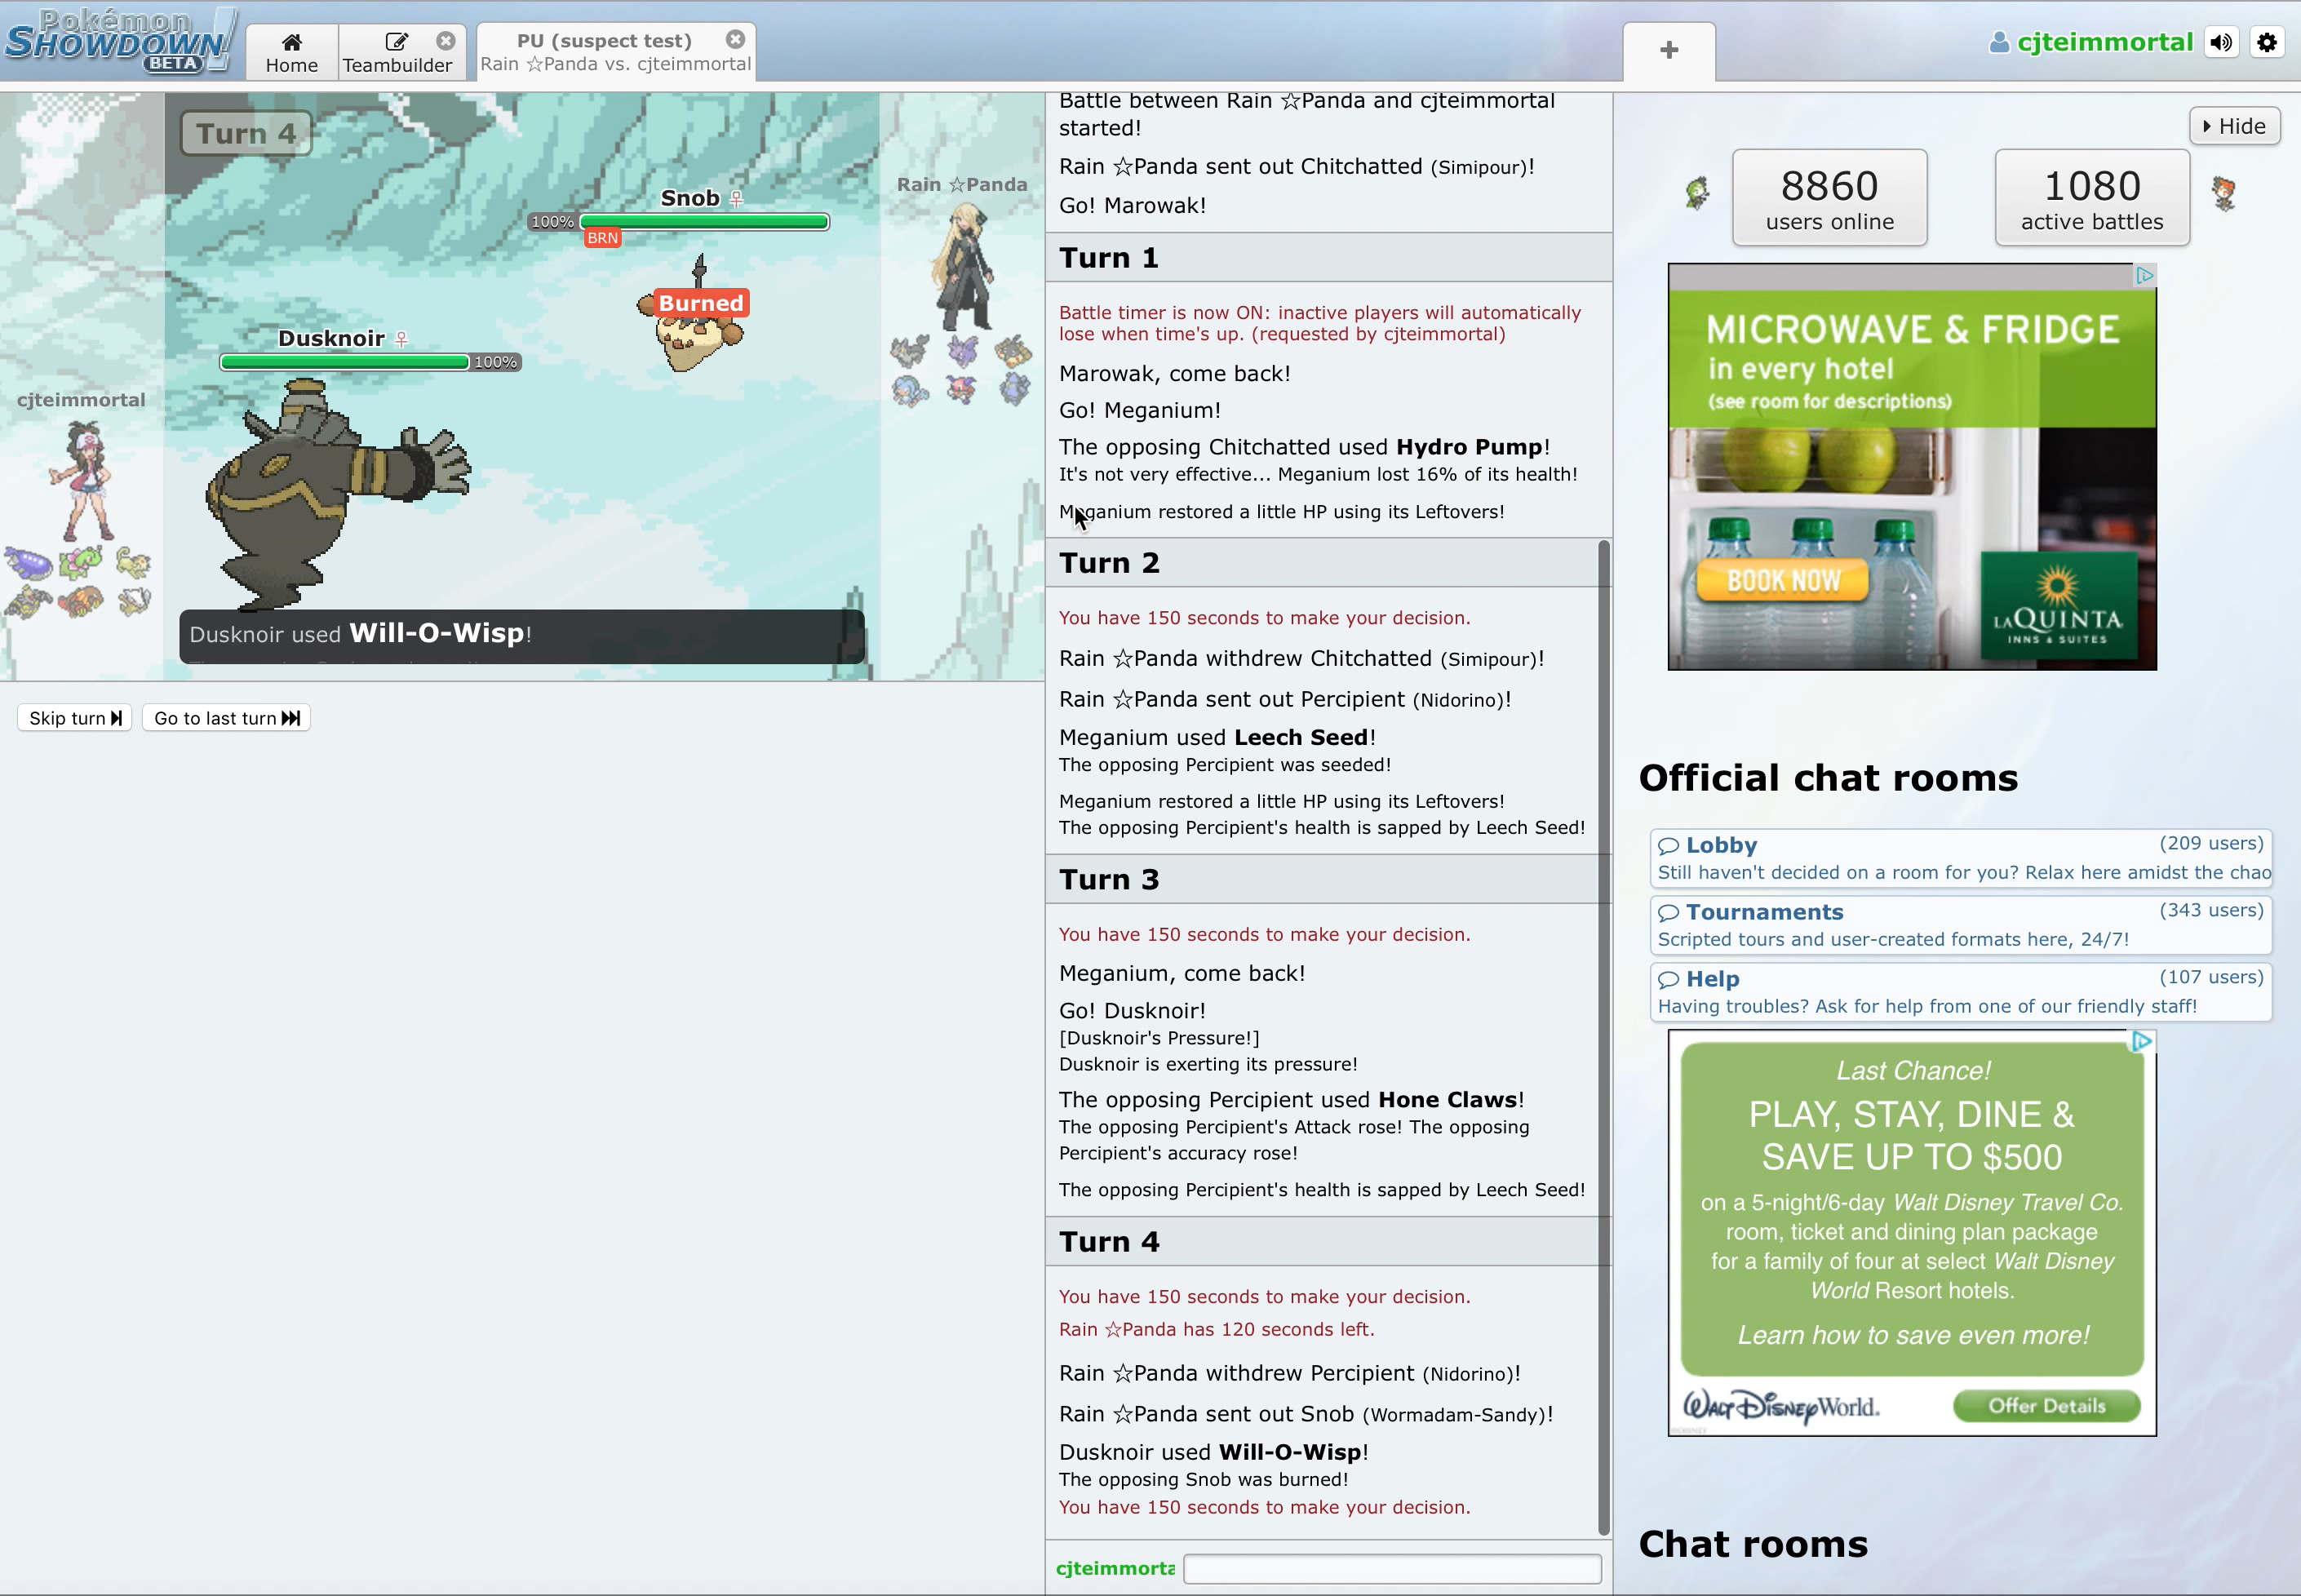 Pokémon
SHOWDOWN!
BETA
Home
Teambuilder
PU (suspect test)
Rain ☆Panda vs. cjteimmortal
+
cjteimmortal
Turn 4
Snob ♀
100%
BRN
Burned
Dusknoir ♀
100%
Rain ☆Panda
cjteimmortal
Dusknoir used Will-O-Wisp!
Skip turn
Go to last turn
Battle between Rain ☆Panda and cjteimmortal
started!
Rain ☆Panda sent out Chitchatted (Simipour)!
Go! Marowak!
Turn 1
Battle timer is now ON: inactive players will automatically
lose when time's up. (requested by cjteimmortal)
Marowak, come back!
Go! Meganium!
The opposing Chitchatted used Hydro Pump!
It's not very effective... Meganium lost 16% of its health!
Meganium restored a little HP using its Leftovers!
Turn 2
You have 150 seconds to make your decision.
Rain ☆Panda withdrew Chitchatted (Simipour)!
Rain ☆Panda sent out Percipient (Nidorino)!
Meganium used Leech Seed!
The opposing Percipient was seeded!
Meganium restored a little HP using its Leftovers!
The opposing Percipient's health is sapped by Leech Seed!
Turn 3
You have 150 seconds to make your decision.
Meganium, come back!
Go! Dusknoir!
[Dusknoir's Pressure!]
Dusknoir is exerting its pressure!
The opposing Percipient used Hone Claws!
The opposing Percipient's Attack rose! The opposing
Percipient's accuracy rose!
The opposing Percipient's health is sapped by Leech Seed!
Turn 4
You have 150 seconds to make your decision.
Rain ☆Panda has 120 seconds left.
Rain ☆Panda withdrew Percipient (Nidorino)!
Rain ☆Panda sent out Snob (Wormadam-Sandy)!
Dusknoir used Will-O-Wisp!
The opposing Snob was burned!
You have 150 seconds to make your decision.
cjteimmorta
Hide
8860
users online
1080
active battles
MICROWAVE & FRIDGE
in every hotel
(see room for descriptions)
BOOK NOW
LAQUINTA
INNS & SUITES
Official chat rooms
Lobby
(209 users)
Still haven't decided on a room for you? Relax here amidst the chao
Tournaments
(343 users)
Scripted tours and user-created formats here, 24/7!
Help
(107 users)
Having troubles? Ask for help from one of our friendly staff!
Last Chance!
PLAY, STAY, DINE &
SAVE UP TO $500
on a 5-night/6-day Walt Disney Travel Co.
room, ticket and dining plan package
for a family of four at select Walt Disney
World Resort hotels.
Learn how to save even more!
WALT DISNEY World.
Offer Details
Chat rooms